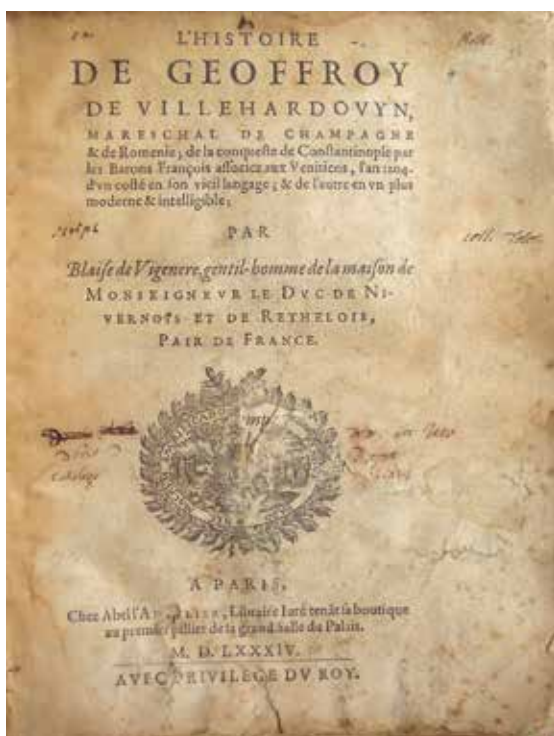 L'HISTOIRE
DE GEOFFROY
DE VILLEHARDOVYN,
MARESCHAL DE CHAMPAGNE
& de Romenie; de la conqueste de Constantinople par
les Barons François associez aux Venitiens, l'an 1204.
d'vn costé en son vieil langage; & de l'autre en vn plus
moderne & intelligible;
PAR
Blaise de Vigenere, gentil-homme de la maison de
MONSEIGNEVR LE DVC DE NI-
VERNOIS ET DE RETHELOIS,
PAIR DE FRANCE.
A PARIS,
Chez Abel l'ANGELIER, Libraire Iuré tenãt sa boutique
au premier pillier de la grand' salle du Palais.
M. D. LXXXIV.
AVEC PRIVILEGE DV ROY.